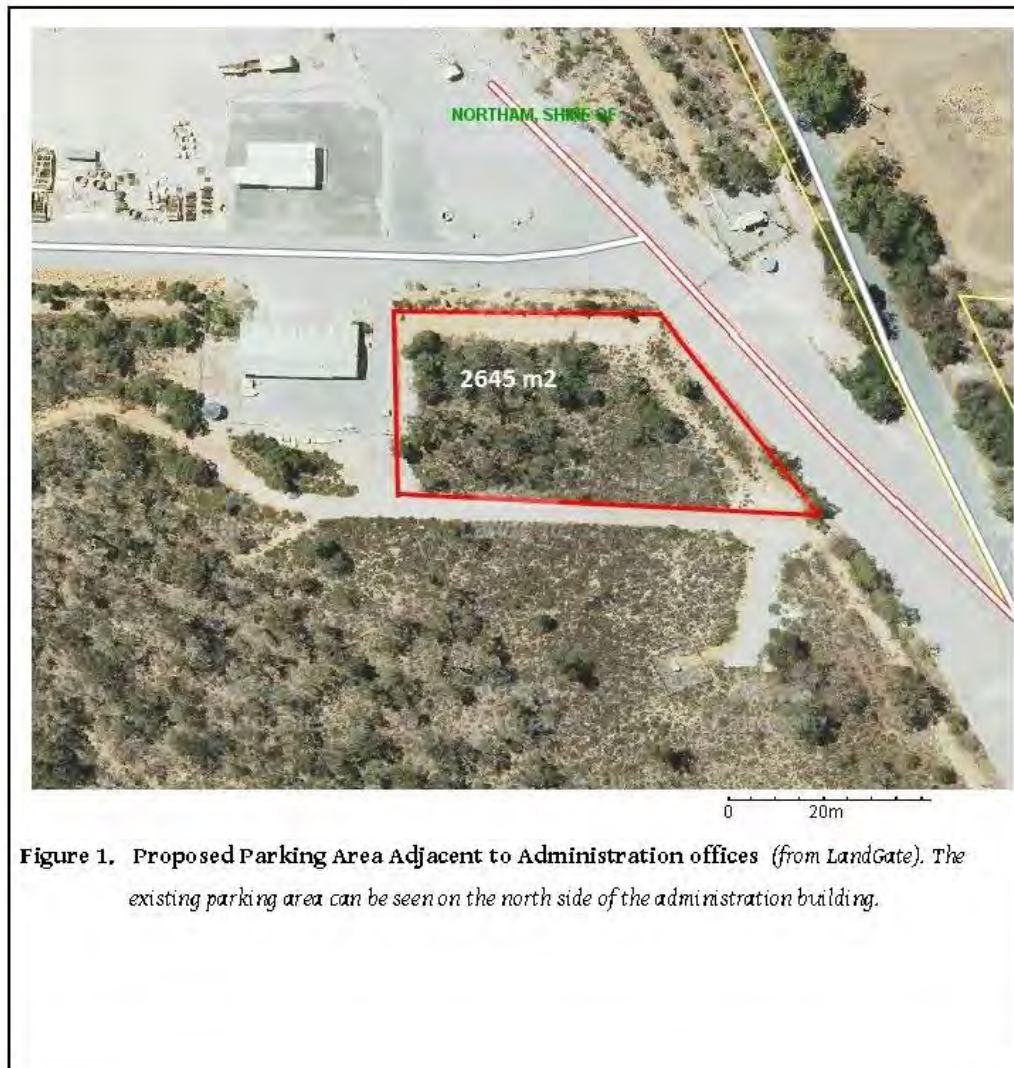 NORTHAM, SHIRE OF
2645 m2
0 20m
Figure 1. Proposed Parking Area Adjacent to Administration offices (from LandGate). The
existing parking area can be seen on the north side of the administration building.